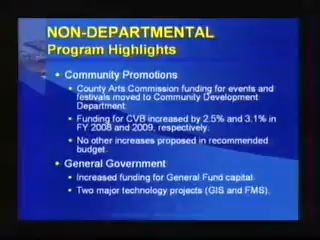 NON-DEPARTMENTAL
Program Highlights
• Community Promotions
• County Arts Commission funding for events and
festivals moved to Community Development
Department.
• Funding for CVB increased by 2.5% and 3.1% in
FY 2008 and 2009, respectively.
• No other increases proposed in recommended
budget.
• General Government
• Increased funding for General Fund capital.
• Two major technology projects (GIS and FMS).